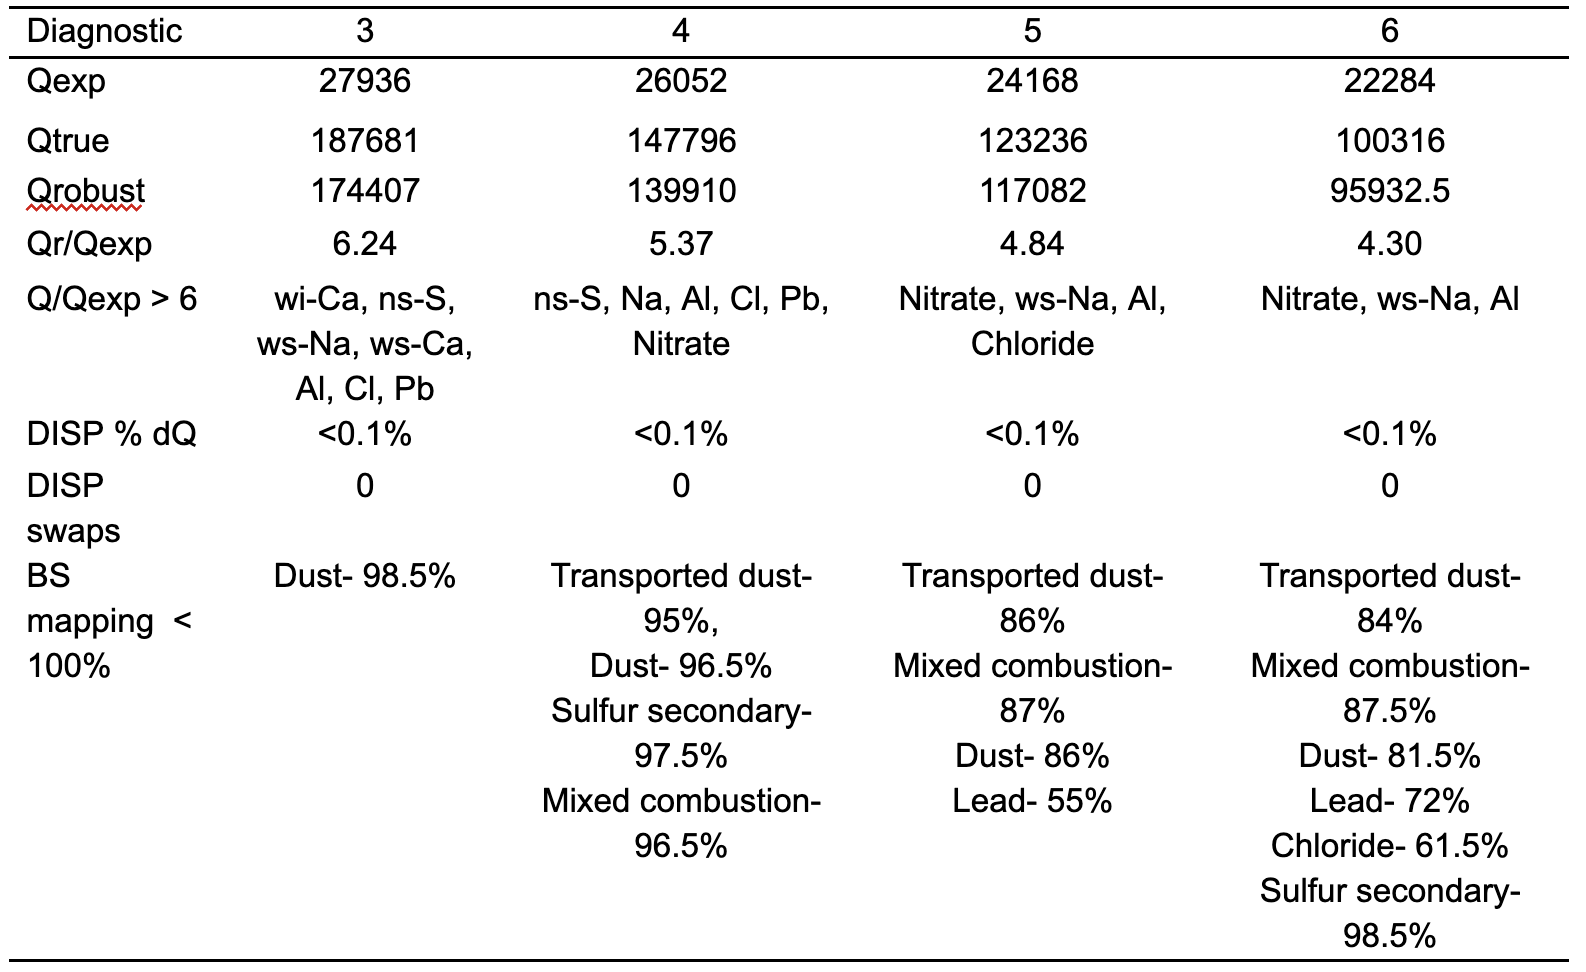 Diagnostic 3 4 5 6
Qexp 27936 26052 24168 22284
Qtrue 187681 147796 123236 100316
Qrobust 174407 139910 117082 95932.5
Qr/Qexp 6.24 5.37 4.84 4.30
Q/Qexp > 6 wi-Ca, ns-S, ns-S, Na, Al, Cl, Pb, Nitrate, ws-Na, Al, Nitrate, ws-Na, Al
ws-Na, ws-Ca, Nitrate Chloride
Al, Cl, Pb
DISP % dQ <0.1% <0.1% <0.1% <0.1%
DISP 0 0 0 0
swaps
BS Dust- 98.5% Transported dust- Transported dust- Transported dust-
mapping < 95%, 86% 84%
100% Dust- 96.5% Mixed combustion- Mixed combustion-
Sulfur secondary- 87% 87.5%
97.5% Dust- 86% Dust- 81.5%
Mixed combustion- Lead- 55% Lead- 72%
96.5% Chloride- 61.5%
Sulfur secondary-
98.5%